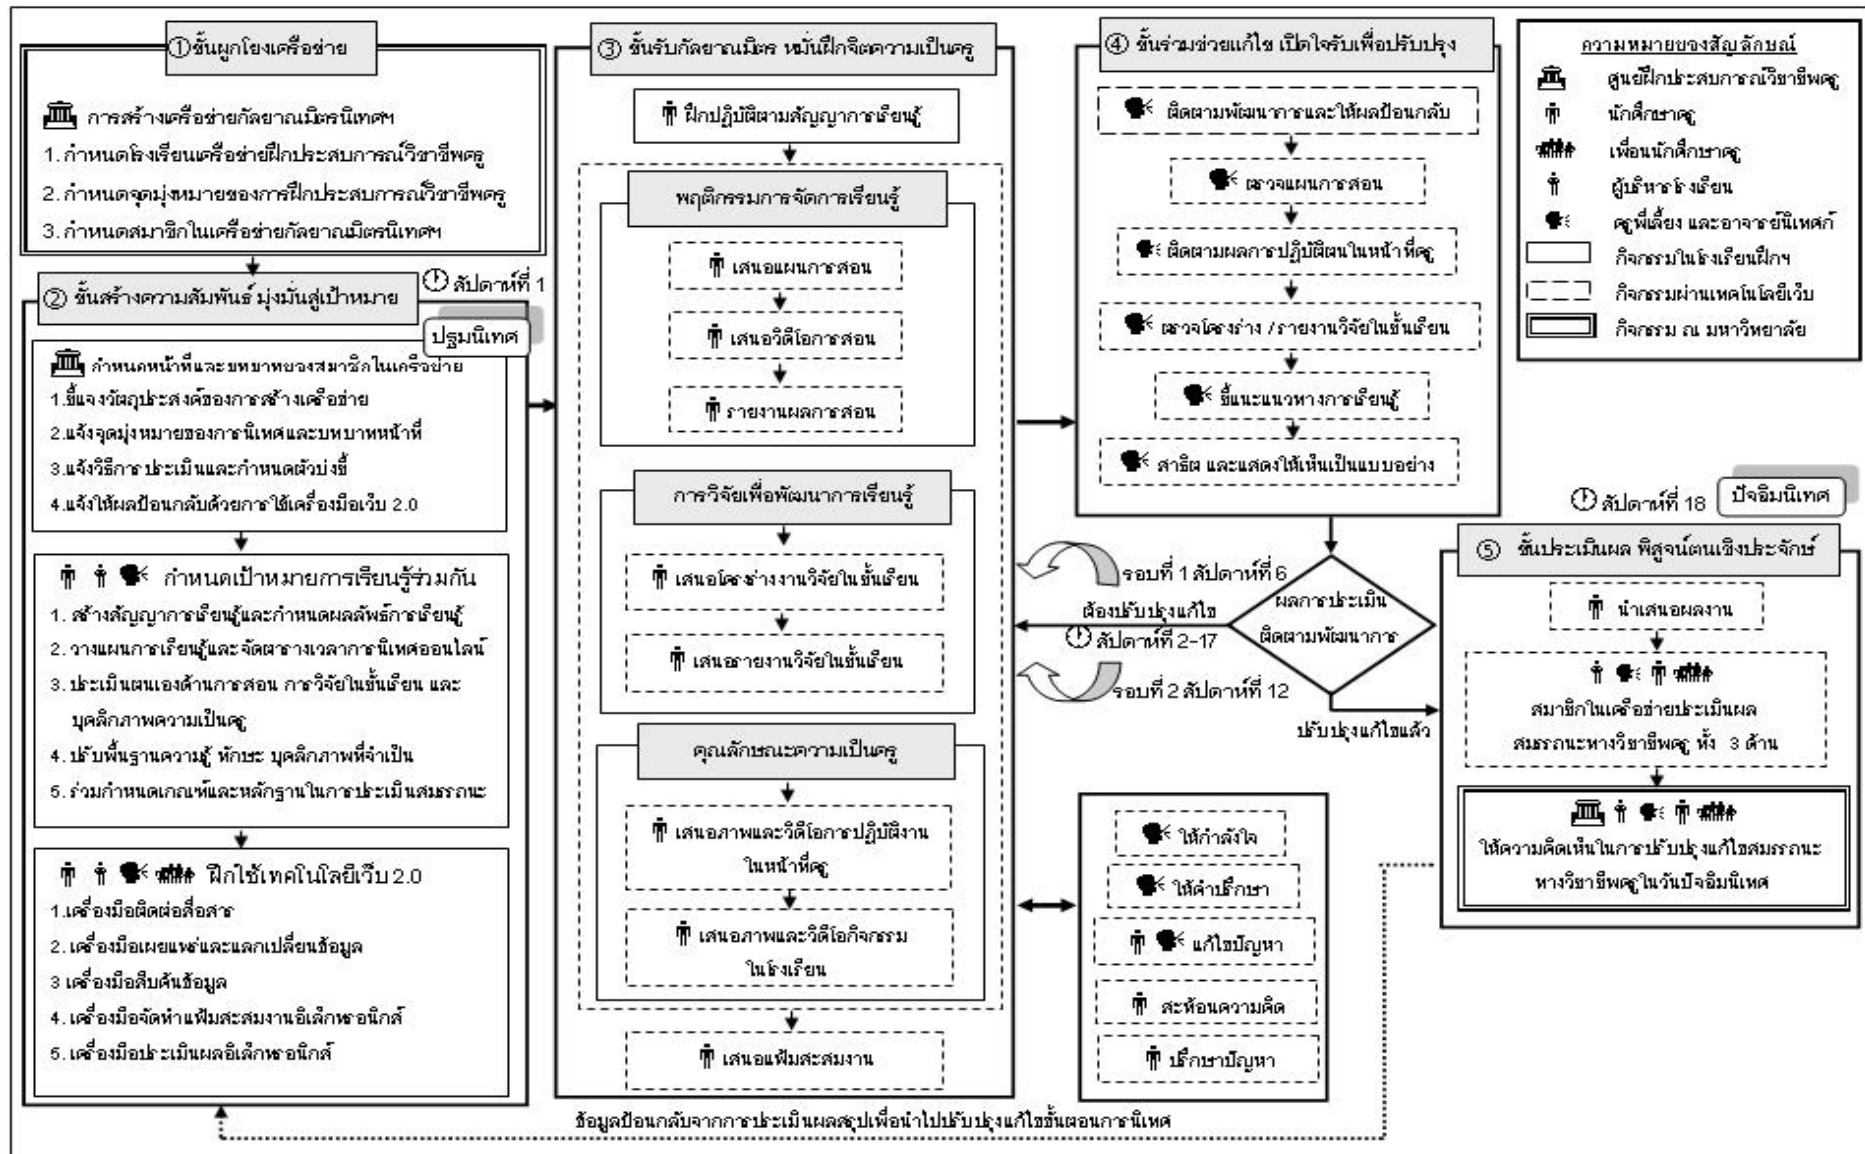 ①ขั้นผูกโยงเครือข่าย
การสร้างเครือข่ายกัลยาณมิตรนิเทศฯ
1. กำหนดโรงเรียนเครือข่ายฝึกประสบการณ์วิชาชีพครู
2. กำหนดจุดมุ่งหมายของการฝึกประสบการณ์วิชาชีพครู
3. กำหนดสมาชิกในเครือข่ายกัลยาณมิตรนิเทศฯ
สัปดาห์ที่ 1
② ขั้นสร้างความสัมพันธ์ มุ่งมั่นสู่เป้าหมาย
ปฐมนิเทศ
กำหนดหน้าที่และบทบาทของสมาชิกในเครือข่าย
1.ชี้แจงวัตถุประสงค์ของการสร้างเครือข่าย
2.แจ้งจุดมุ่งหมายของการนิเทศและบทบาทหน้าที่
3.แจ้งวิธีการประเมินและกำหนดตัวบ่งชี้
4.แจ้งให้ผลป้อนกลับด้วยการใช้เครื่องมือเว็บ 2.0
กำหนดเป้าหมายการเรียนรู้ร่วมกัน
1. สร้างสัญญาการเรียนรู้และกำหนดผลลัพธ์การเรียนรู้
2. วางแผนการเรียนรู้และจัดตารางเวลาการนิเทศออนไลน์
3. ประเมินตนเองด้านการสอน การวิจัยในชั้นเรียน และ
บุคลิกภาพความเป็นครู
4. ปรับพื้นฐานความรู้ ทักษะ บุคลิกภาพที่จำเป็น
5. ร่วมกำหนดเกณฑ์และหลักฐานในการประเมินสมรรถนะ
ฝึกใช้เทคโนโลยีเว็บ 2.0
1.เครื่องมือติดต่อสื่อสาร
2. เครื่องมือเผยแพร่และแลกเปลี่ยนข้อมูล
3 เครื่องมือสืบค้นข้อมูล
4. เครื่องมือจัดทำแฟ้มสะสมงานอิเล็กทรอนิกส์
5. เครื่องมือประเมินผลอิเล็กทรอนิกส์
③ ขั้นรับกัลยาณมิตร หมั่นฝึกจิตความเป็นครู
ฝึกปฏิบัติตามสัญญาการเรียนรู้
พฤติกรรมการจัดการเรียนรู้
เสนอแผนการสอน
เสนอวิดีโอการสอน
รายงานผลการสอน
การวิจัยเพื่อพัฒนาการเรียนรู้
เสนอโครงร่างงานวิจัยในชั้นเรียน
เสนอรายงานวิจัยในชั้นเรียน
คุณลักษณะความเป็นครู
เสนอภาพและวิดีโอการปฏิบัติงาน
ในหน้าที่ครู
เสนอภาพและวิดีโอกิจกรรม
ในโรงเรียน
เสนอแฟ้มสะสมงาน
④ ขั้นร่วมช่วยแก้ไข เปิดใจรับเพื่อปรับปรุง
ติดตามพัฒนาการและให้ผลป้อนกลับ
ตรวจแผนการสอน
ติดตามผลการปฏิบัติตนในหน้าที่ครู
ตรวจโครงร่าง /รายงานวิจัยในชั้นเรียน
ชี้แนะแนวทางการเรียนรู้
สาธิต และแสดงให้เห็นเป็นแบบอย่าง
รอบที่ 1 สัปดาห์ที่ 6
ต้องปรับปรุงแก้ไข
สัปดาห์ที่ 2-17
รอบที่ 2 สัปดาห์ที่ 12
ผลการประเมิน
ติดตามพัฒนาการ
ปรับปรุงแก้ไขแล้ว
ให้กำลังใจ
ให้คำปรึกษา
แก้ไขปัญหา
สะท้อนความคิด
ปรึกษาปัญหา
ความหมายของสัญลักษณ์
ศูนย์ฝึกประสบการณ์วิชาชีพครู
นักศึกษาครู
เพื่อนนักศึกษาครู
ผู้บริหารโรงเรียน
ครูพี่เลี้ยง และอาจารย์นิเทศก์
กิจกรรมในโรงเรียนฝึกฯ
กิจกรรมผ่านเทคโนโลยีเว็บ
กิจกรรม ณ มหาวิทยาลัย
สัปดาห์ที่ 18
ปัจฉิมนิเทศ
⑤ ขั้นประเมินผล พิสูจน์ตนเชิงประจักษ์
นำเสนอผลงาน
สมาชิกในเครือข่ายประเมินผล
สมรรถนะทางวิชาชีพครู ทั้ง 3 ด้าน
ให้ความคิดเห็นในการปรับปรุงแก้ไขสมรรถนะ
ทางวิชาชีพครูในวันปัจฉิมนิเทศ
ข้อมูลป้อนกลับจากการประเมินผลสรุปเพื่อนำไปปรับปรุงแก้ไขขั้นตอนการนิเทศ